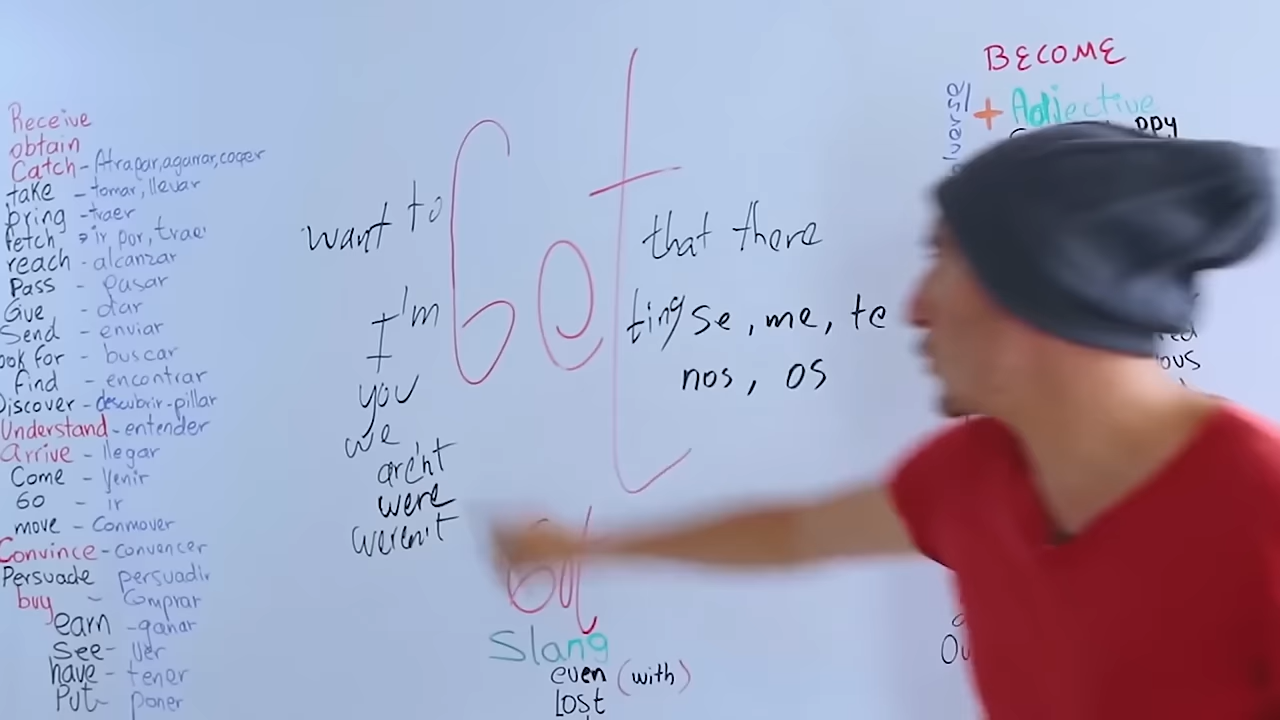 Receive
obtain
Catch - Atrapar, agarrar, coger
take - tomar, llevar
bring - traer
fetch ir por, traer
reach - alcanzar
Pass - pasar
Give - dar
Send - enviar
ook for - buscar
find - encontrar
Discover - descubrir - pillar
Understand - entender
arrive - llegar
Come - Venir
Go - ir
move - Conmover
Convince - convencer
Persuade persuadir
buy - Comprar
earn - ganar
See - ver
have - tener
Put - poner
want to
I'm
I
you
we
are'nt
were
weren't
Get
that there
ting se, me, te
nos, os
Slang
even (with)
Lost
BECOME
+ Adjective
ppy
ous